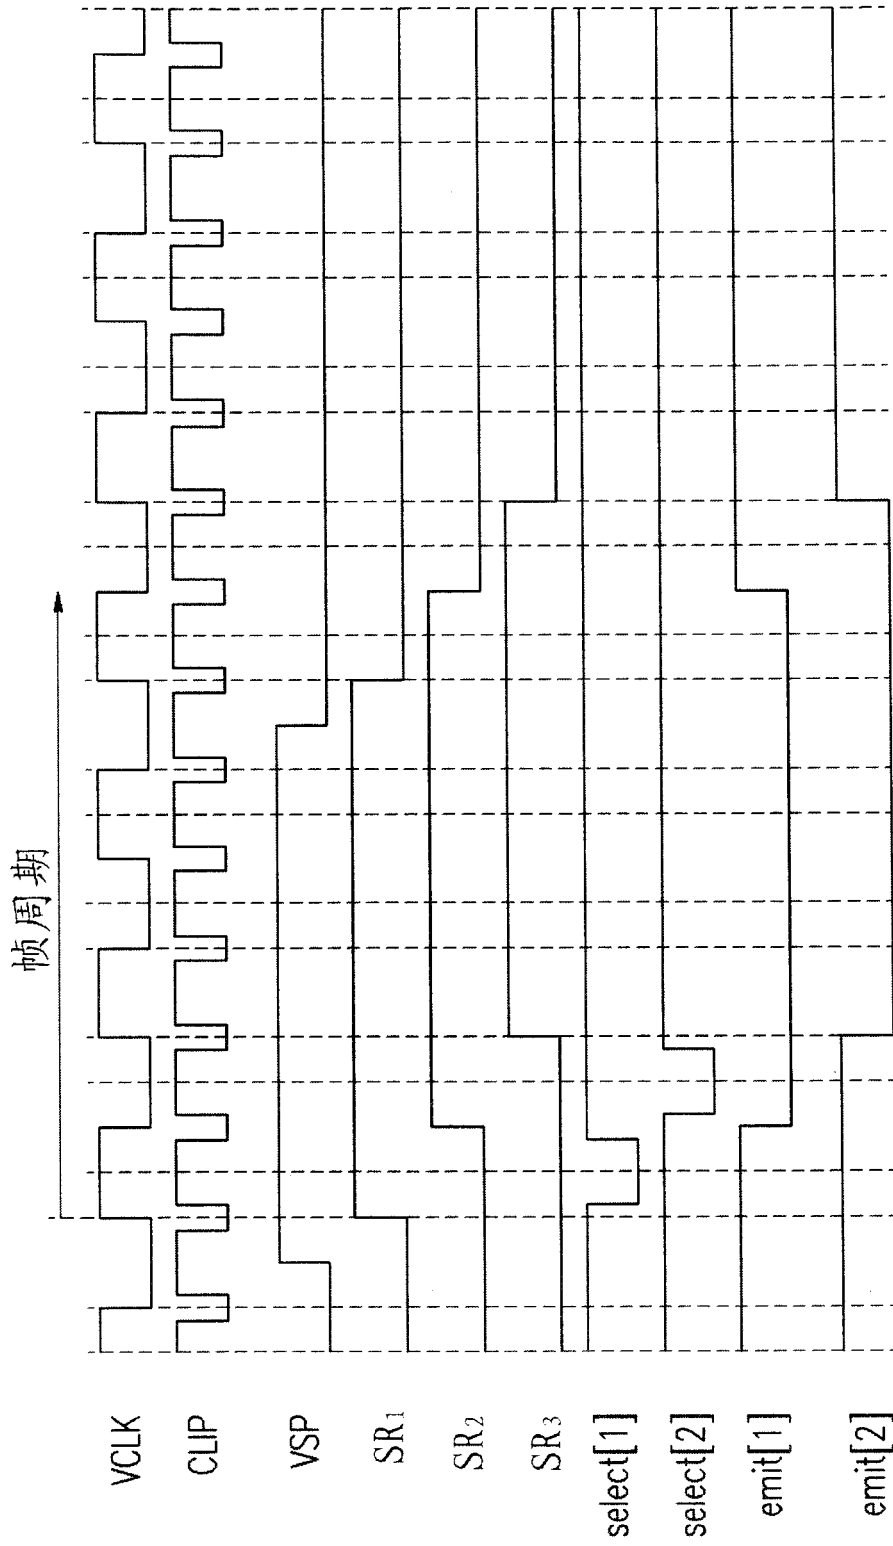 帧周期
VCLK
CLIP
VSP
SR1
SR2
SR3
select[1]
select[2]
emit[1]
emit[2]